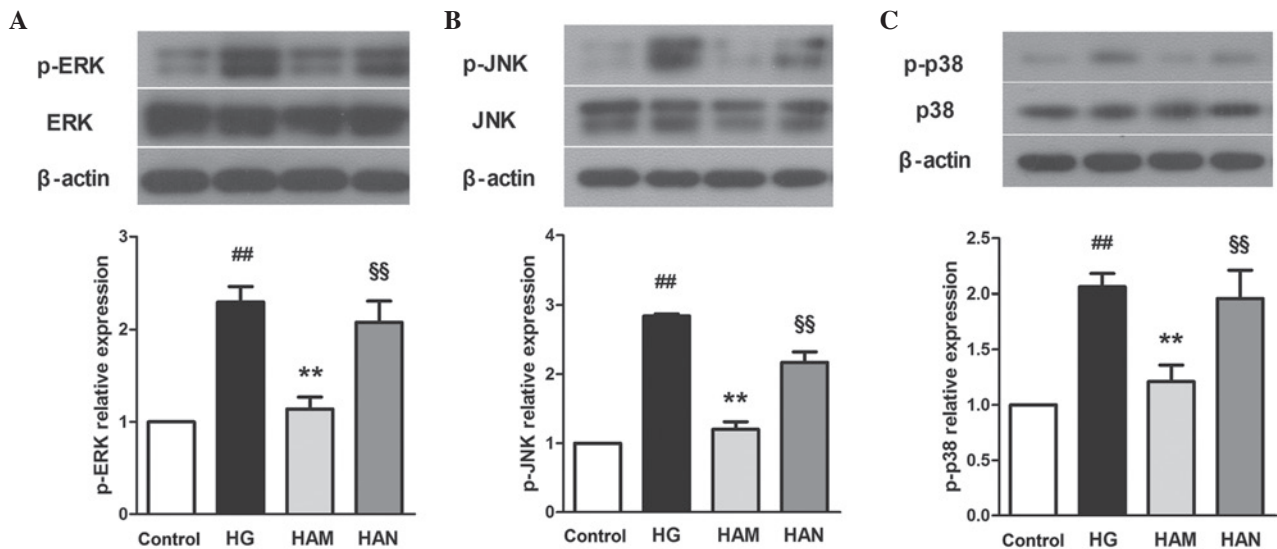 A
p-ERK
ERK
β-actin
p-ERK relative expression
3
2
1
0
##
**
§§
Control HG HAM HAN
B
p-JNK
JNK
β-actin
p-JNK relative expression
4
3
2
1
0
##
**
§§
Control HG HAM HAN
C
p-p38
p38
β-actin
p-p38 relative expression
2.5
2.0
1.5
1.0
0.5
0.0
##
**
§§
Control HG HAM HAN